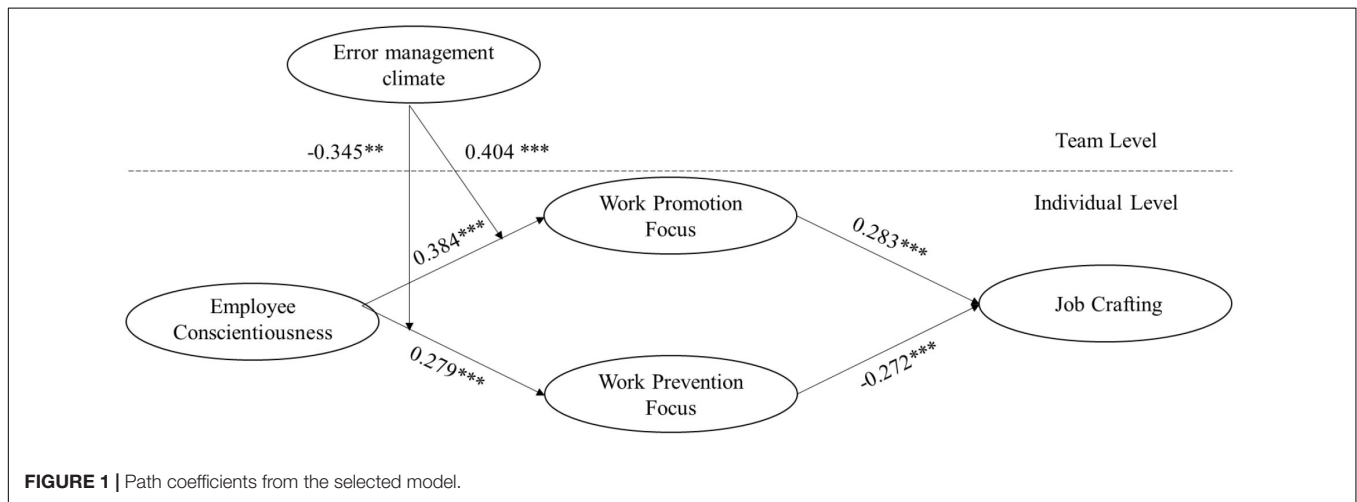 Error management
climate
-0.345**
0.404 ***
Team Level
Individual Level
Work Promotion
Focus
0.384***
0.283***
Employee
Conscientiousness
Job Crafting
0.279***
-0.272***
Work Prevention
Focus
FIGURE 1 | Path coefficients from the selected model.